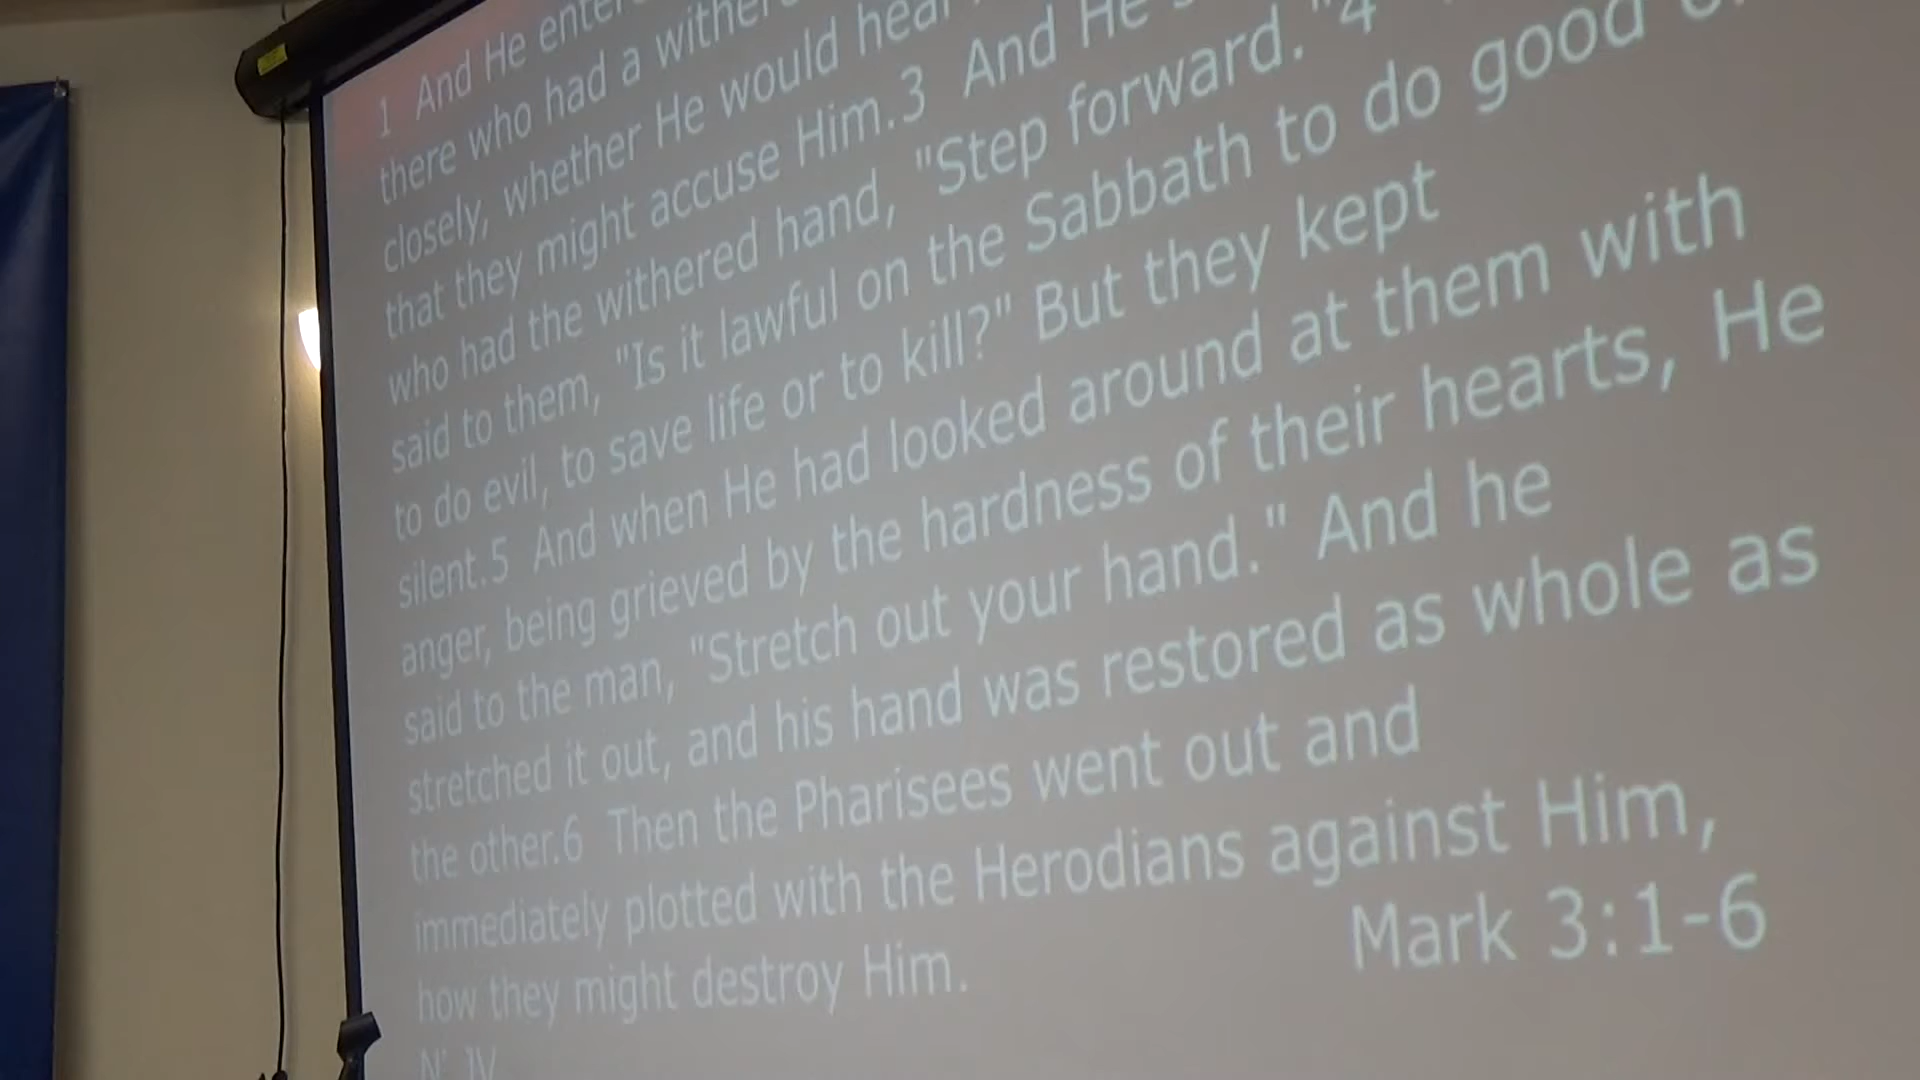 1 And He enter
there who had a wither
closely, whether He would heal
that they might accuse Him.3 And He
who had the withered hand, "Step forward. "4
said to them, "Is it lawful on the Sabbath to do good
to do evil, to save life or to kill?" But they kept
silent.5 And when He had looked around at them with
anger, being grieved by the hardness of their hearts, He
said to the man, "Stretch out your hand." And he
stretched it out, and his hand was restored as whole as
the other.6 Then the Pharisees went out and
immediately plotted with the Herodians against Him,
how they might destroy Him.
Mark 3:1-6